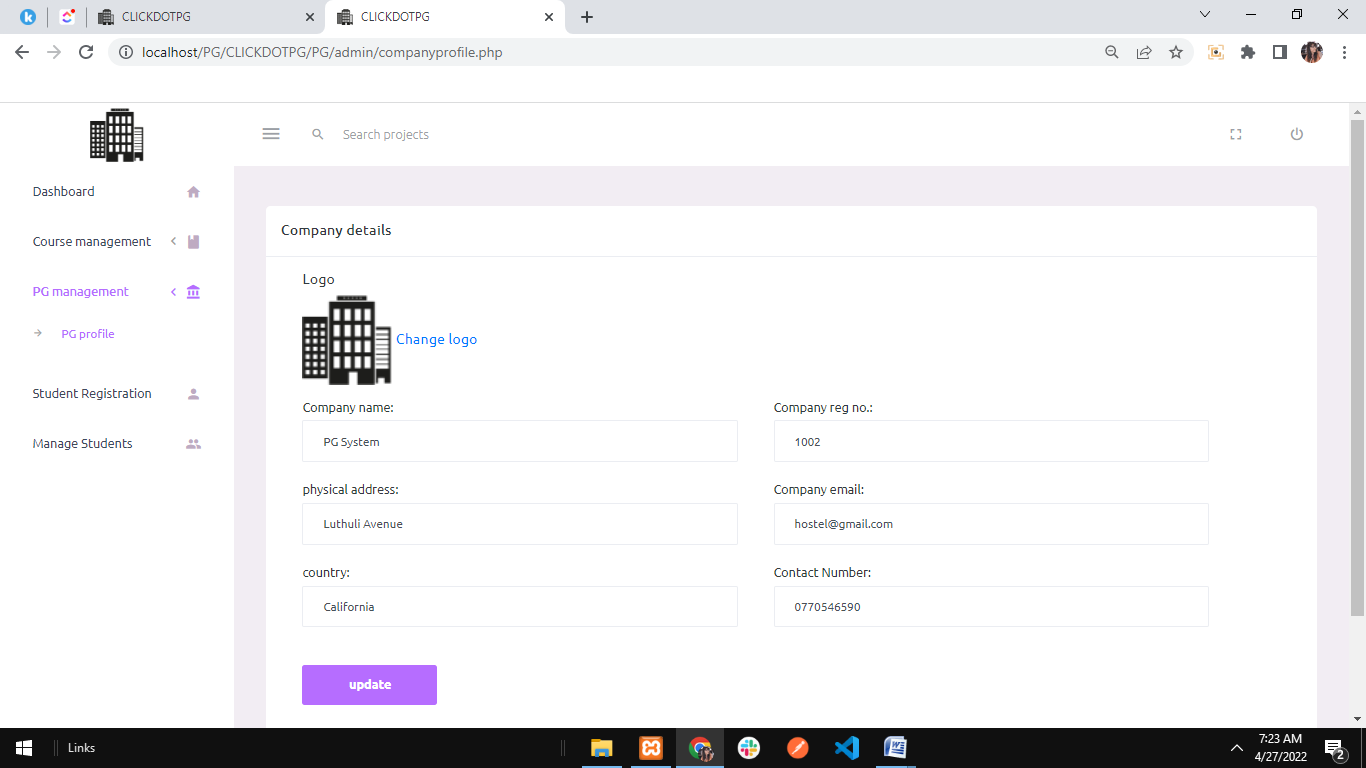 CLICKDOTPG
CLICKDOTPG
localhost/PG/CLICKDOTPG/PG/admin/companyprofile.php
Search projects
Dashboard
Course management
PG management
PG profile
Student Registration
Manage Students
Company details
Logo
Change logo
Company name:
Company reg no.:
PG System
1002
physical address:
Company email:
Luthuli Avenue
hostel@gmail.com
country:
Contact Number:
California
0770546590
update
Links
7:23 AM
4/27/2022
2